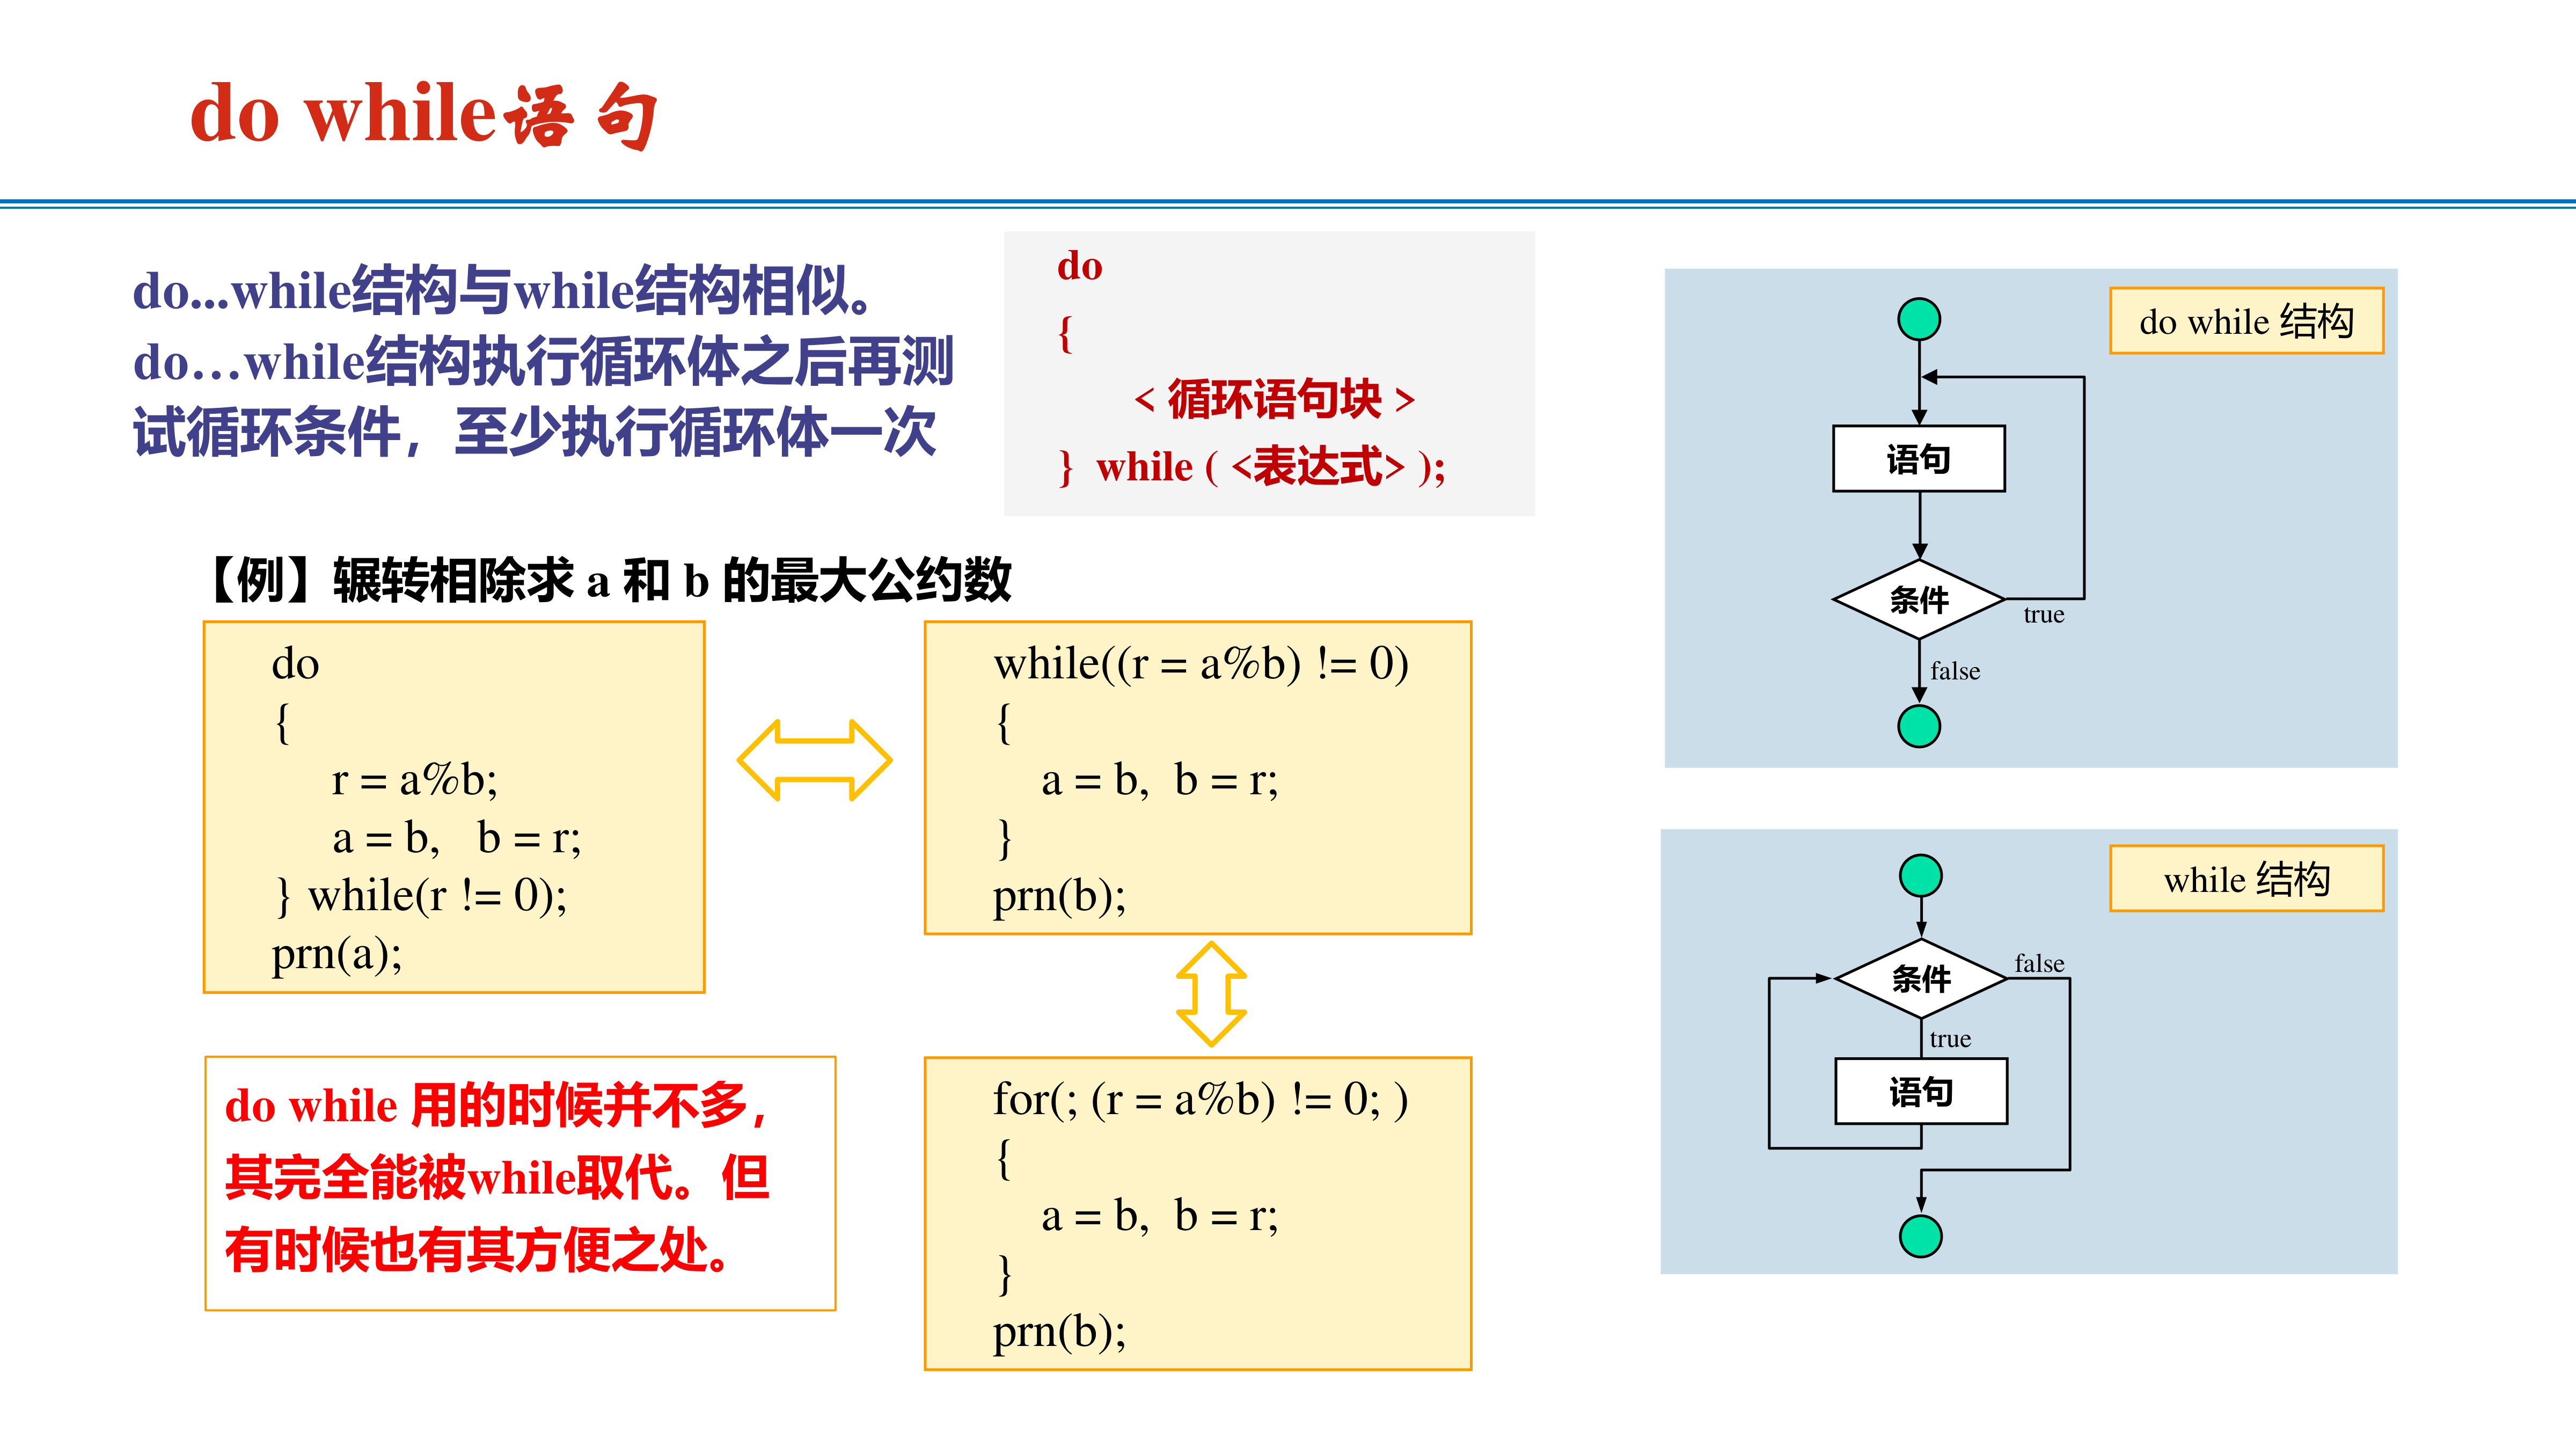 do while语句
do...while结构与while结构相似。
do…while结构执行循环体之后再测
试循环条件，至少执行循环体一次
do
{
< 循环语句块 >
} while ( <表达式> );
【例】辗转相除求 a 和 b 的最大公约数
do
{
r = a%b;
a = b, b = r;
} while(r != 0);
prn(a);
while((r = a%b) != 0)
{
a = b, b = r;
}
prn(b);
do while 用的时候并不多，
其完全能被while取代。但
有时候也有其方便之处。
for(; (r = a%b) != 0; )
{
a = b, b = r;
}
prn(b);
do while 结构
语句
条件
true
false
while 结构
条件
false
true
语句